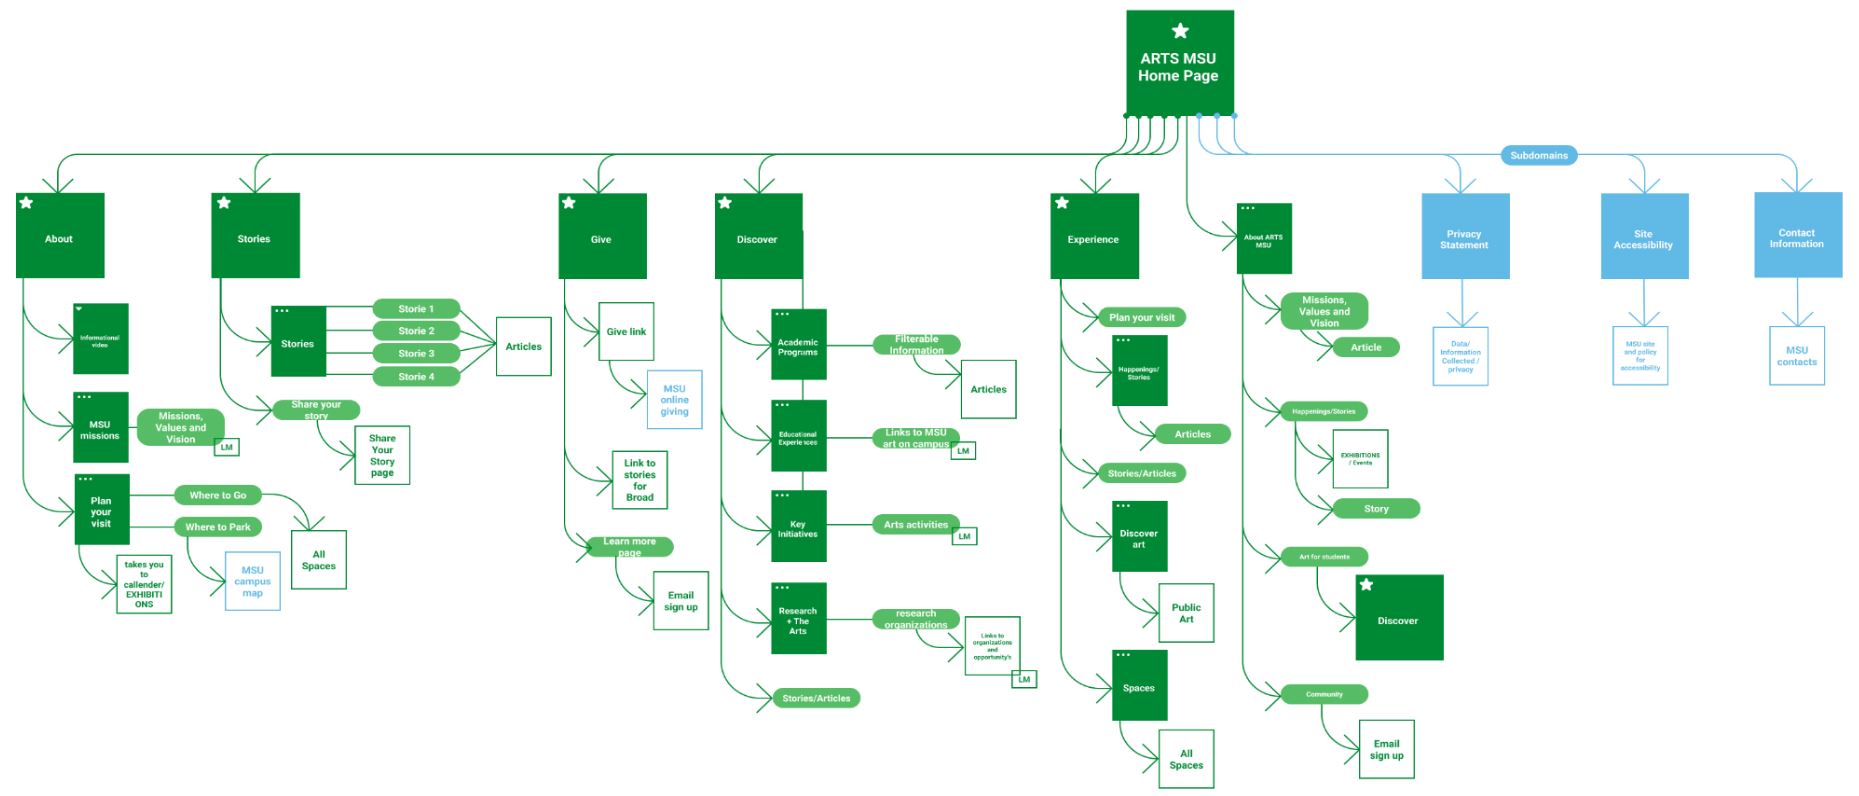 ARTS MSU
Home Page
Subdomains
About
Stories
Give
Discover
Experience
About ARTS
MSU
Privacy
Statement
Site
Accessibility
Contact
Information
Informational
video
MSU
missions
Missions,
Values and
Vision
LM
Plan
your
visit
Where to Go
Where to Park
All
Spaces
MSU
campus
map
takes you
to
callender/
EXHIBITI
ONS
Stories
Storie 1
Storie 2
Storie 3
Storie 4
Articles
Share your
story
Share
Your
Story
page
Give link
MSU
online
giving
Link to
stories
for
Broad
Learn more
page
Email
sign up
Academic
Programs
Filterable
Information
Articles
Educational
Experiences
Links to MSU
art on campus
LM
Key
Initiatives
Arts activities
LM
Research
+ The
Arts
research
organizations
Links to
organizations
and
opportunity's
LM
Stories/Articles
Plan your visit
Happenings/
Stories
Articles
Stories/Articles
Discover
art
Public
Art
Spaces
All
Spaces
Missions,
Values and
Vision
Article
Happenings/Stories
EXHIBITIONS
/ Events
Story
Art for students
Discover
Community
Email
sign up
Data/
Information
Collected /
privacy
MSU site
and policy
for
accessibility
MSU
contacts